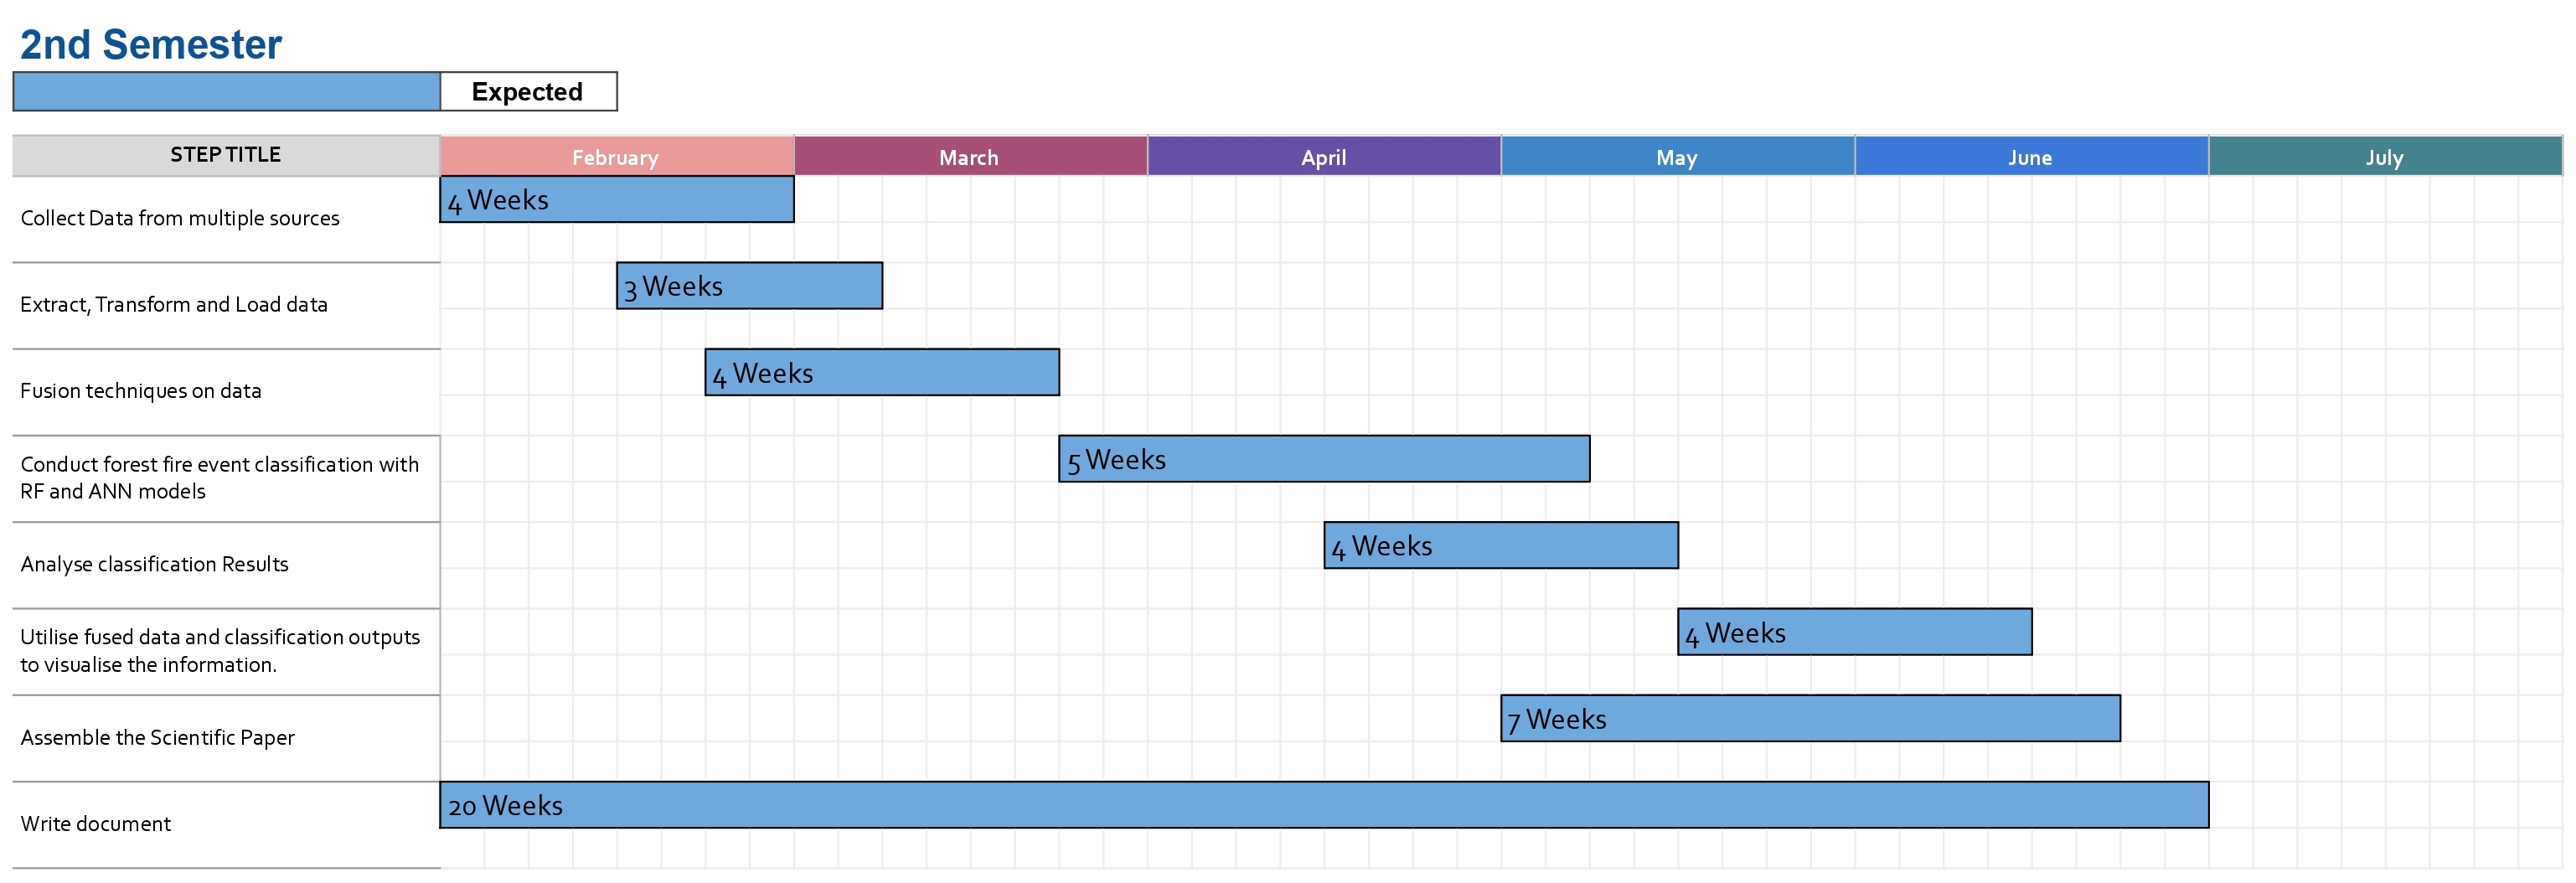 2nd Semester
Expected
STEP TITLE
February
March
April
May
June
July
Collect Data from multiple sources
4 Weeks
Extract, Transform and Load data
3 Weeks
Fusion techniques on data
4 Weeks
Conduct forest fire event classification with
RF and ANN models
5 Weeks
Analyse classification Results
4 Weeks
Utilise fused data and classification outputs
to visualise the information.
4 Weeks
Assemble the Scientific Paper
7 Weeks
Write document
20 Weeks